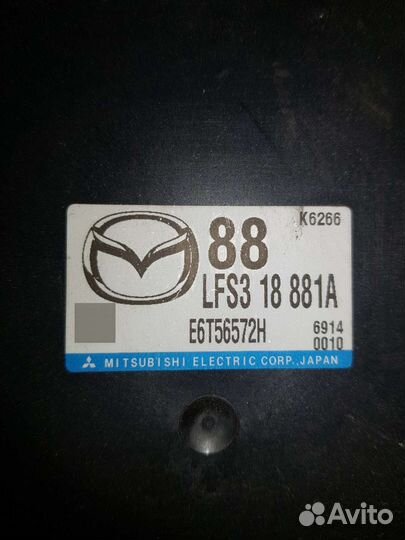 K6266
88
LFS3 18 881A
E6T56572H
6914
0010
MITSUBISHI ELECTRIC CORP., JAPAN
Avito